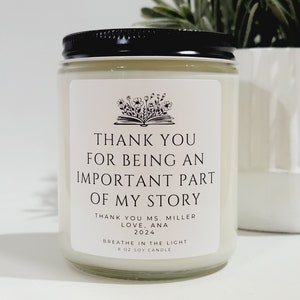 THANK YOU
FOR BEING AN
IMPORTANT PART
OF MY STORY
THANK YOU MS. MILLER
LOVE, ANA
2024
BREATHE IN THE LIGHT
8 OZ SOY CANDLE